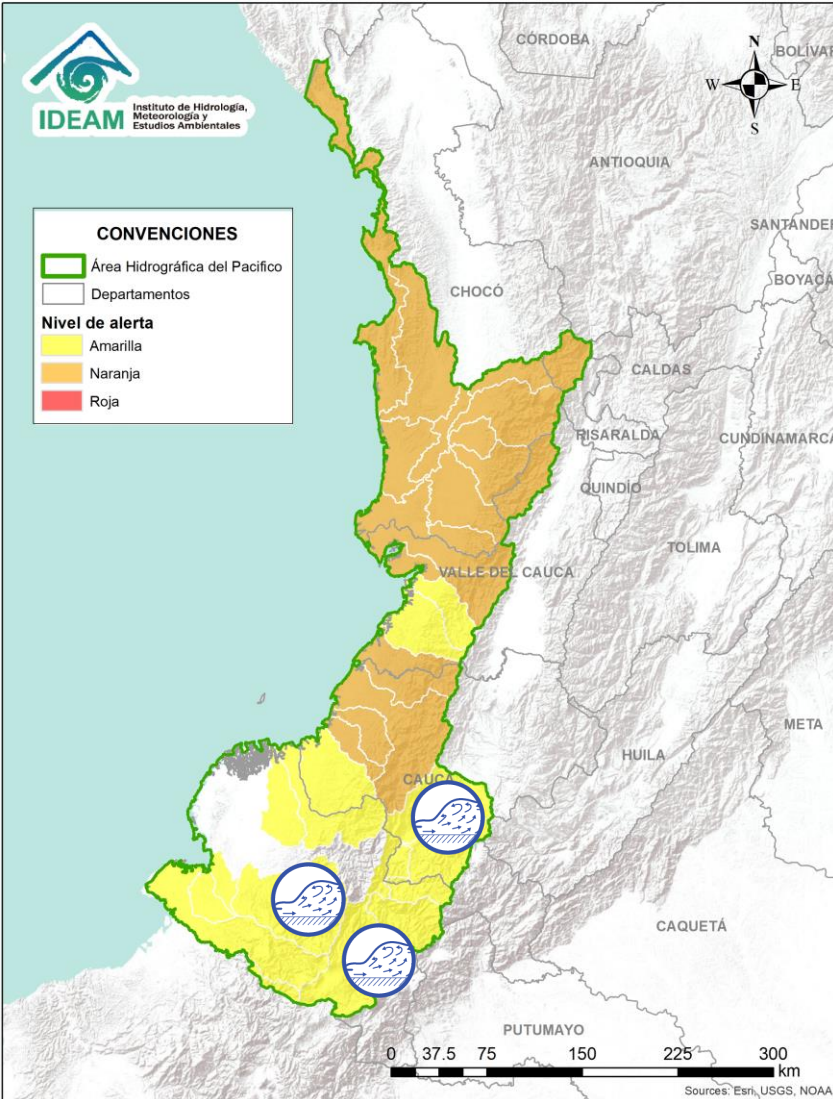 IDEAM
Instituto de Hidrología,
Meteorología y
Estudios Ambientales
CONVENCIONES
Área Hidrográfica del Pacifico
Departamentos
Nivel de alerta
Amarilla
Naranja
Roja
N
W
E
S
CÓRDOBA
BOLÍVAR
ANTIOQUIA
SANTANDER
BOYACÁ
CHOCÓ
CALDAS
RISARALDA
CUNDINAMARCA
QUINDÍO
TOLIMA
VALLE DEL CAUCA
META
HUILA
CAUCA
CAQUETÁ
PUTUMAYO
0 37.5 75 150 225 300
km
Sources: Esri, USGS, NOAA